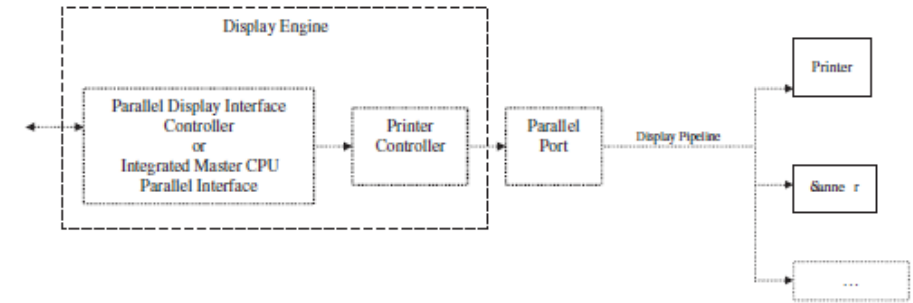 Display Engine
Parallel Display Interface
Controller
or
Integrated Master CPU
Parallel Interface
Printer
Controller
Parallel
Port
Display Pipeline
Printer
&anne r
...